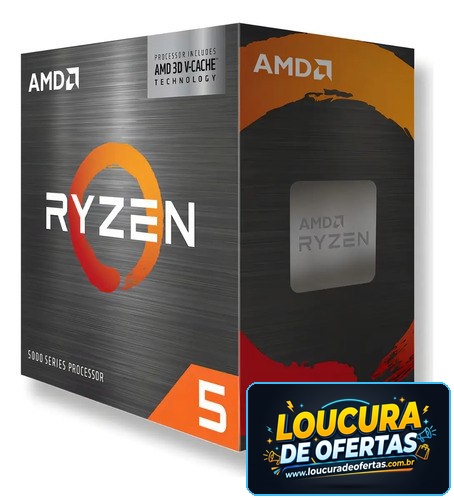 AMD
PROCESSOR INCLUDES
AMD 3D V-CACHE™
TECHNOLOGY
RYZEN
5000 SERIES PROCESSOR
5
AMD
AMD
RYZEN
LOUCURA
DE OFERTAS
www.loucuradeofertas.com.br